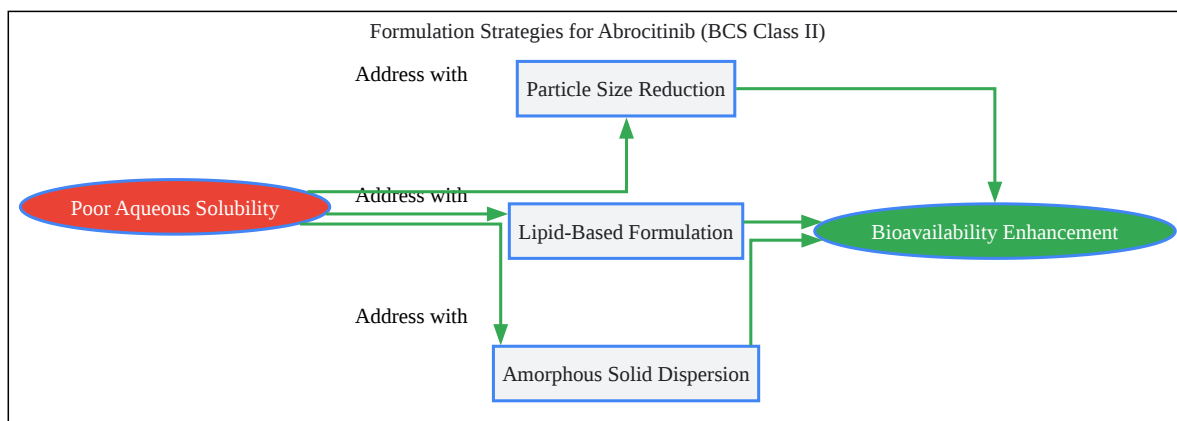 Formulation Strategies for Abrocitinib (BCS Class II)
Address with
Particle Size Reduction
Address with
Poor Aqueous Solubility
Lipid-Based Formulation
Bioavailability Enhancement
Address with
Amorphous Solid Dispersion